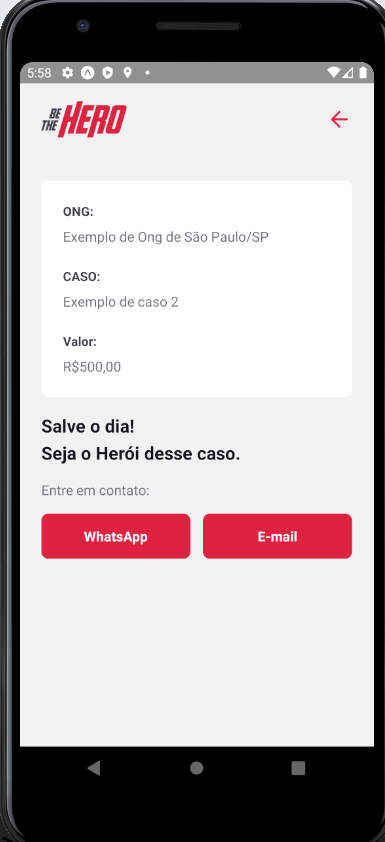 5:58
BE
THE HERO
ONG:
Exemplo de Ong de São Paulo/SP
CASO:
Exemplo de caso 2
Valor:
R$500,00
Salve o dia!
Seja o Herói desse caso.
Entre em contato:
WhatsApp E-mail